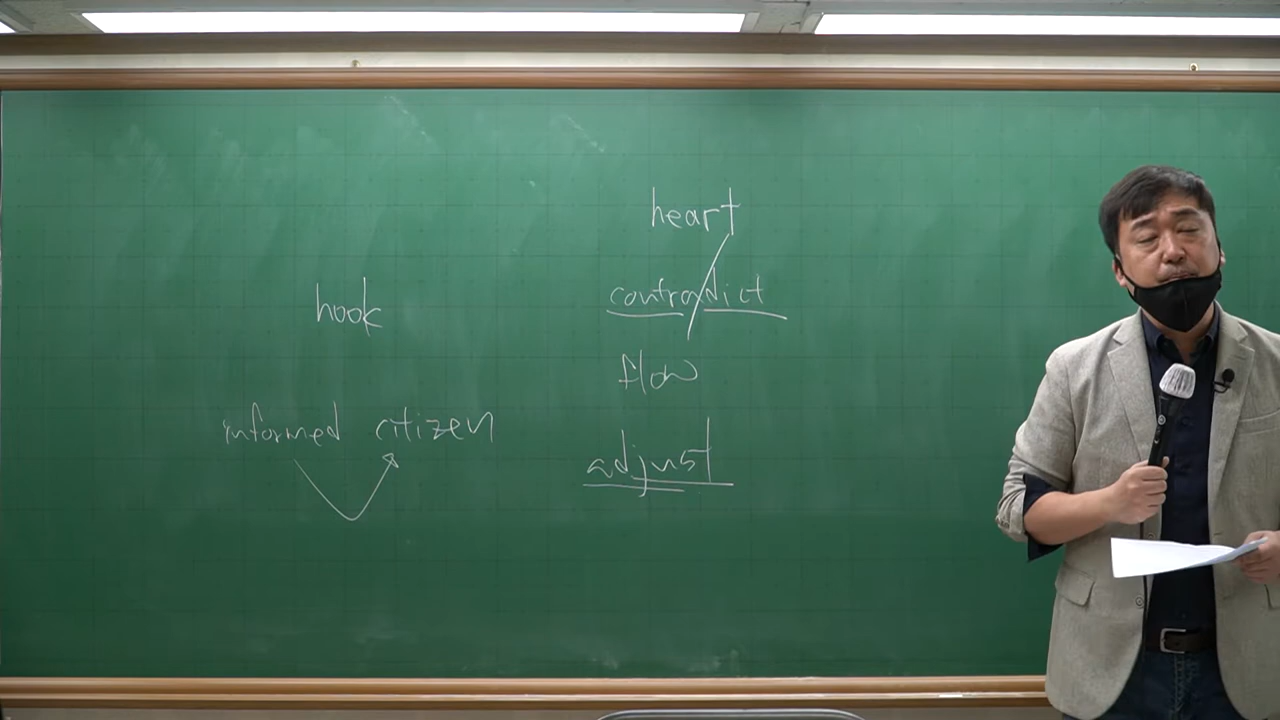 hook
informed citizen
heart
contradict
flow
adjust